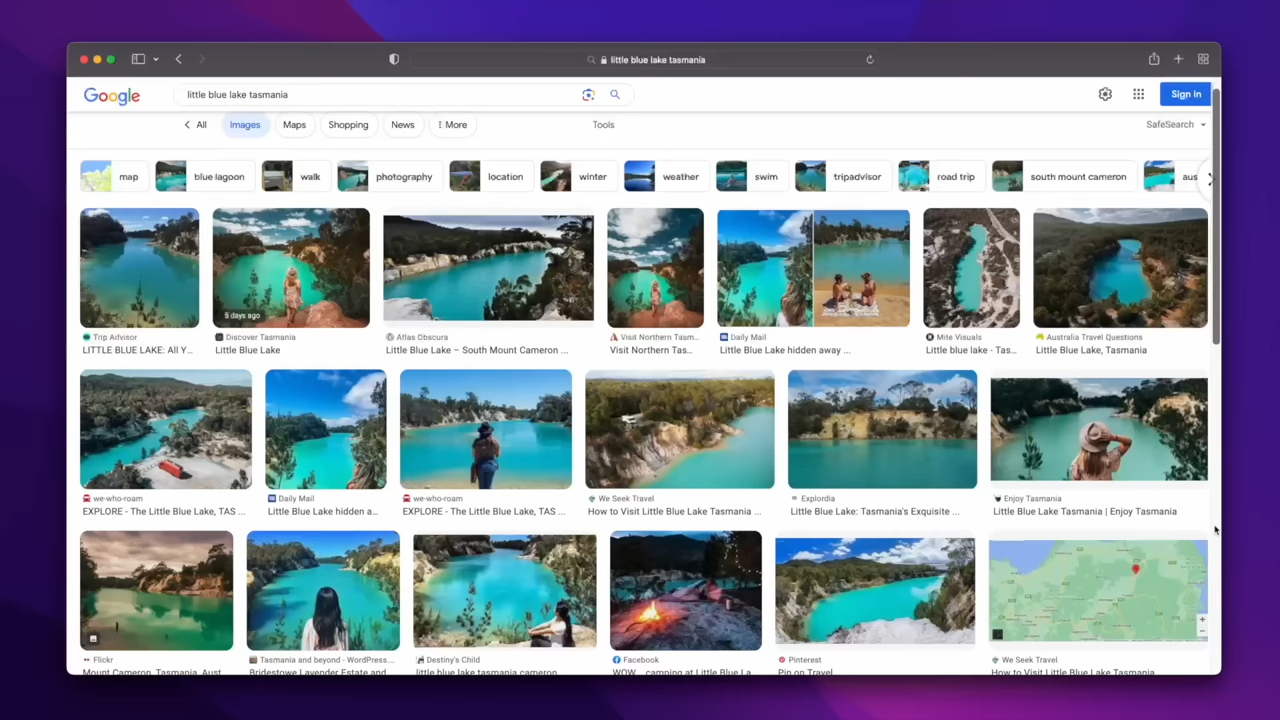 little blue lake tasmania
Google
little blue lake tasmania
Sign in
All
Images
Maps
Shopping
News
More
Tools
SafeSearch
map
blue lagoon
walk
photography
location
winter
weather
swim
tripadvisor
road trip
south mount cameron
aus
5 days ago
Trip Advisor
LITTLE BLUE LAKE: All Y...
Discover Tasmania
Little Blue Lake
Atlas Obscura
Little Blue Lake – South Mount Cameron ...
Visit Northern Tasm...
Visit Northern Tas...
Daily Mail
Little Blue Lake hidden away ...
Mite Visuals
Little blue lake - Tas...
Australia Travel Questions
Little Blue Lake, Tasmania
we-who-roam
EXPLORE - The Little Blue Lake, TAS ...
Daily Mail
Little Blue Lake hidden a...
we-who-roam
EXPLORE - The Little Blue Lake, TAS ...
We Seek Travel
How to Visit Little Blue Lake Tasmania ...
Explordia
Little Blue Lake: Tasmania's Exquisite ...
Enjoy Tasmania
Little Blue Lake Tasmania | Enjoy Tasmania
Flickr
Mount Cameron, Tasmania, Aust...
Tasmania and beyond - WordPress...
Bridestowe Lavender Estate and
Destiny's Child
little blue lake tasmania cameron
Facebook
WOW... camping at Little Blue La...
Pinterest
Pin on Travel
We Seek Travel
How to Visit Little Blue Lake Tasmania